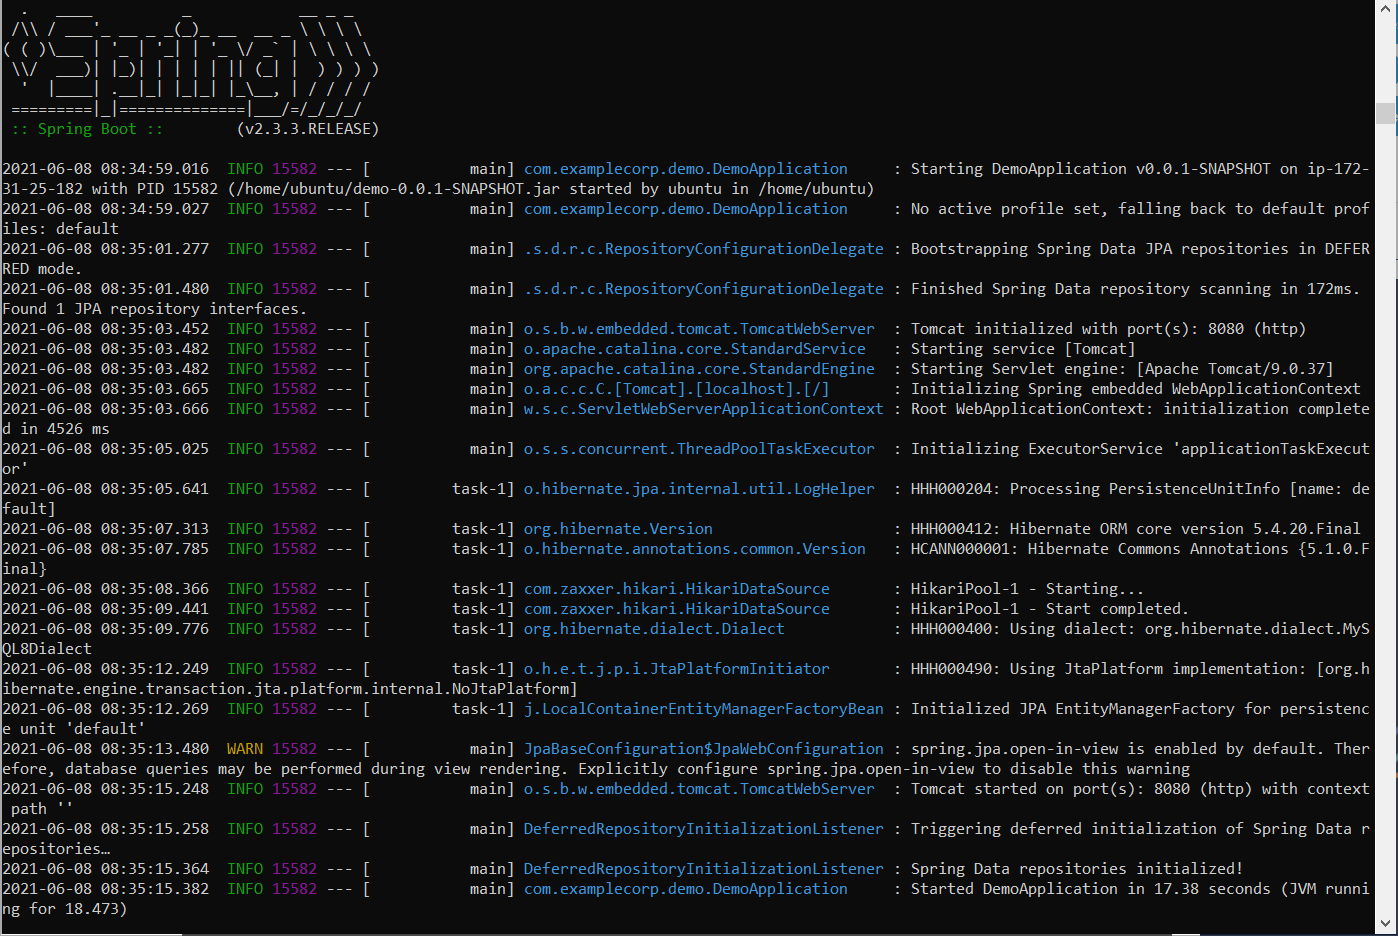 .   ____          _            __ _ _
 /\\ / ___'_ __ _ _(_)_ __  __ _ \ \ \ \
( ( )\___ | '_ | '_| | '_ \/ _` | \ \ \ \
 \\/  ___)| |_)| | | | | || (_| |  ) ) ) )
  '  |____| .__|_| |_|_| |_\__, | / / / /
 =========|_|==============|___/=/_/_/_/
 :: Spring Boot ::        (v2.3.3.RELEASE)

2021-06-08 08:34:59.016  INFO 15582 --- [           main] com.examplecorp.demo.DemoApplication     : Starting DemoApplication v0.0.1-SNAPSHOT on ip-172-
31-25-182 with PID 15582 (/home/ubuntu/demo-0.0.1-SNAPSHOT.jar started by ubuntu in /home/ubuntu)
2021-06-08 08:34:59.027  INFO 15582 --- [           main] com.examplecorp.demo.DemoApplication     : No active profile set, falling back to default prof
iles: default
2021-06-08 08:35:01.277  INFO 15582 --- [           main] .s.d.r.c.RepositoryConfigurationDelegate : Bootstrapping Spring Data JPA repositories in DEFER
RED mode.
2021-06-08 08:35:01.480  INFO 15582 --- [           main] .s.d.r.c.RepositoryConfigurationDelegate : Finished Spring Data repository scanning in 172ms.
Found 1 JPA repository interfaces.
2021-06-08 08:35:03.452  INFO 15582 --- [           main] o.s.b.w.embedded.tomcat.TomcatWebServer  : Tomcat initialized with port(s): 8080 (http)
2021-06-08 08:35:03.482  INFO 15582 --- [           main] o.apache.catalina.core.StandardService   : Starting service [Tomcat]
2021-06-08 08:35:03.482  INFO 15582 --- [           main] org.apache.catalina.core.StandardEngine  : Starting Servlet engine: [Apache Tomcat/9.0.37]
2021-06-08 08:35:03.665  INFO 15582 --- [           main] o.a.c.c.C.[Tomcat].[localhost].[/]       : Initializing Spring embedded WebApplicationContext
2021-06-08 08:35:03.666  INFO 15582 --- [           main] w.s.c.ServletWebServerApplicationContext : Root WebApplicationContext: initialization complete
d in 4526 ms
2021-06-08 08:35:05.025  INFO 15582 --- [           main] o.s.s.concurrent.ThreadPoolTaskExecutor  : Initializing ExecutorService 'applicationTaskExecut
or'
2021-06-08 08:35:05.641  INFO 15582 --- [         task-1] o.hibernate.jpa.internal.util.LogHelper  : HHH000204: Processing PersistenceUnitInfo [name: de
fault]
2021-06-08 08:35:07.313  INFO 15582 --- [         task-1] org.hibernate.Version                    : HHH000412: Hibernate ORM core version 5.4.20.Final
2021-06-08 08:35:07.785  INFO 15582 --- [         task-1] o.hibernate.annotations.common.Version   : HCANN000001: Hibernate Commons Annotations {5.1.0.F
inal}
2021-06-08 08:35:08.366  INFO 15582 --- [         task-1] com.zaxxer.hikari.HikariDataSource       : HikariPool-1 - Starting...
2021-06-08 08:35:09.441  INFO 15582 --- [         task-1] com.zaxxer.hikari.HikariDataSource       : HikariPool-1 - Start completed.
2021-06-08 08:35:09.776  INFO 15582 --- [         task-1] org.hibernate.dialect.Dialect            : HHH000400: Using dialect: org.hibernate.dialect.MyS
QL8Dialect
2021-06-08 08:35:12.249  INFO 15582 --- [         task-1] o.h.e.t.j.p.i.JtaPlatformInitiator       : HHH000490: Using JtaPlatform implementation: [org.h
ibernate.engine.transaction.jta.platform.internal.NoJtaPlatform]
2021-06-08 08:35:12.269  INFO 15582 --- [         task-1] j.LocalContainerEntityManagerFactoryBean : Initialized JPA EntityManagerFactory for persistenc
e unit 'default'
2021-06-08 08:35:13.480  WARN 15582 --- [           main] JpaBaseConfiguration$JpaWebConfiguration : spring.jpa.open-in-view is enabled by default. Ther
efore, database queries may be performed during view rendering. Explicitly configure spring.jpa.open-in-view to disable this warning
2021-06-08 08:35:15.248  INFO 15582 --- [           main] o.s.b.w.embedded.tomcat.TomcatWebServer  : Tomcat started on port(s): 8080 (http) with context
 path ''
2021-06-08 08:35:15.258  INFO 15582 --- [           main] DeferredRepositoryInitializationListener : Triggering deferred initialization of Spring Data r
epositories…
2021-06-08 08:35:15.364  INFO 15582 --- [           main] DeferredRepositoryInitializationListener : Spring Data repositories initialized!
2021-06-08 08:35:15.382  INFO 15582 --- [           main] com.examplecorp.demo.DemoApplication     : Started DemoApplication in 17.38 seconds (JVM runni
ng for 18.473)